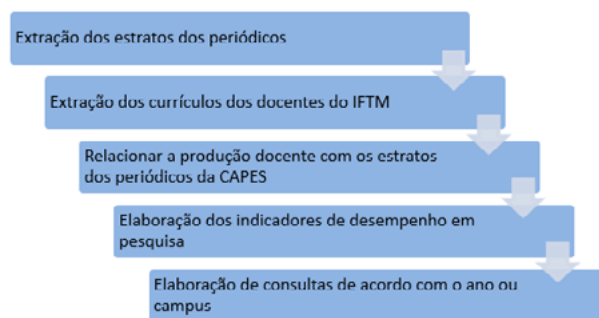 Extração dos estratos dos periódicos
Extração dos currículos dos docentes do IFTM
Relacionar a produção docente com os estratos
dos periódicos da CAPES
Elaboração dos indicadores de desempenho em
pesquisa
Elaboração de consultas de acordo com o ano ou
campus